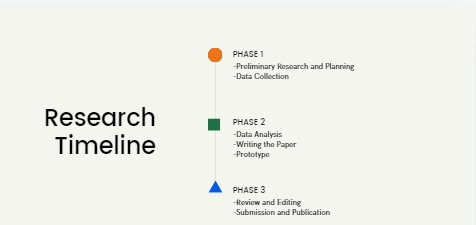 Research
Timeline
PHASE 1
-Preliminary Research and Planning
-Data Collection
PHASE 2
-Data Analysis
-Writing the Paper
-Prototype
PHASE 3
-Review and Editing
-Submission and Publication